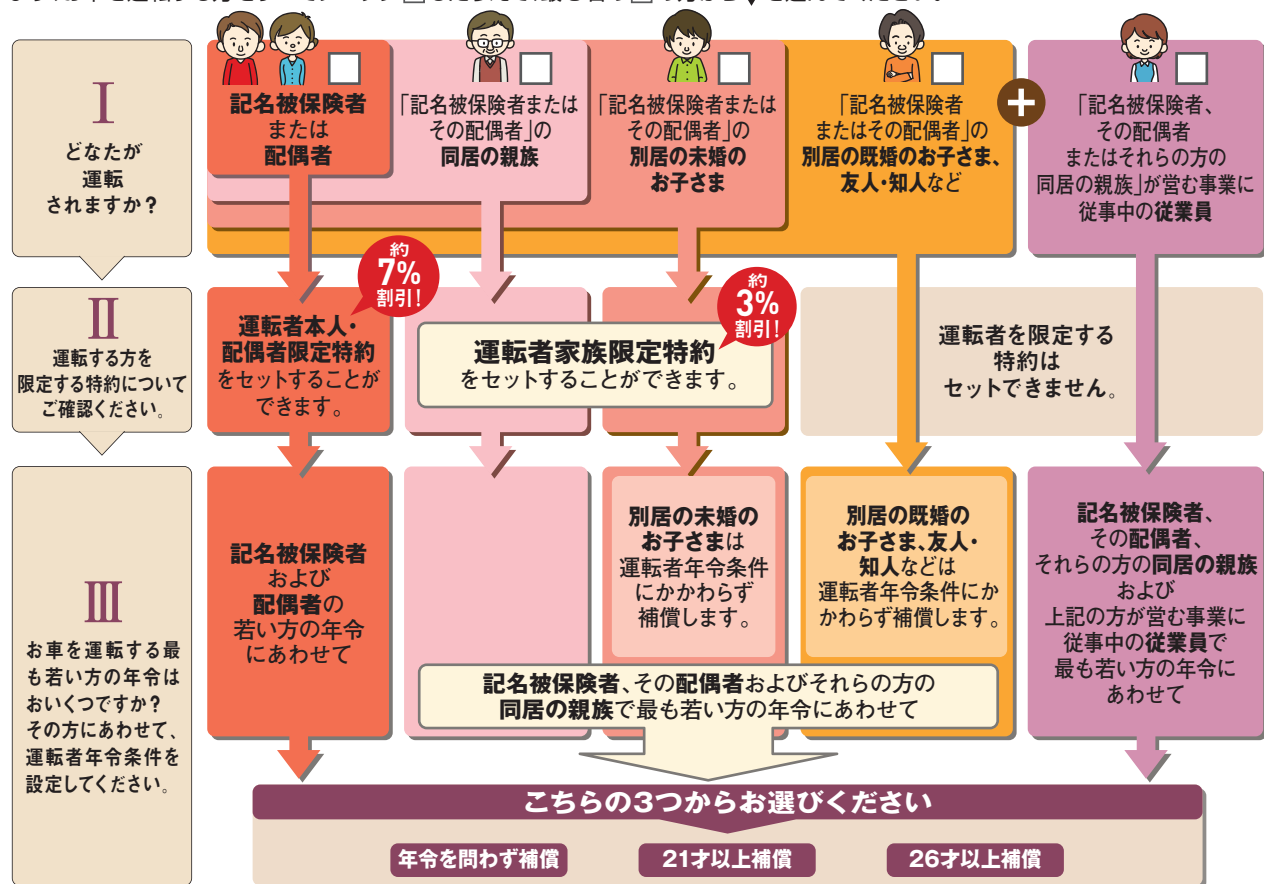 Ⅰ
どなたが
運転
されますか？
記名被保険者
または
配偶者
「記名被保険者または
その配偶者」の
同居の親族
「記名被保険者または
その配偶者」の
別居の未婚の
お子さま
「記名被保険者
またはその配偶者」の
別居の既婚のお子さま、
友人・知人など
＋
「記名被保険者、
その配偶者
またはそれらの方の
同居の親族」が営む事業に
従事中の従業員
Ⅱ
運転する方を
限定する特約について
ご確認ください。
約
7%
割引！
運転者本人・
配偶者限定特約
をセットすることが
できます。
約
3%
割引！
運転者家族限定特約
をセットすることができます。
運転者を限定する
特約は
セットできません。
Ⅲ
お車を運転する最
も若い方の年令は
おいくつですか？
その方にあわせて、
運転者年令条件を
設定してください。
記名被保険者
および
配偶者の
若い方の年令
にあわせて
別居の未婚の
お子さまは
運転者年令条件
にかかわらず
補償します。
別居の既婚の
お子さま、友人・
知人などは
運転者年令条件にか
かわらず補償します。
記名被保険者、その配偶者およびそれらの方の
同居の親族で最も若い方の年令にあわせて
記名被保険者、
その配偶者、
それらの方の同居の親族
および
上記の方が営む事業に
従事中の従業員で
最も若い方の年令に
あわせて
こちらの3つからお選びください
年令を問わず補償
21才以上補償
26才以上補償